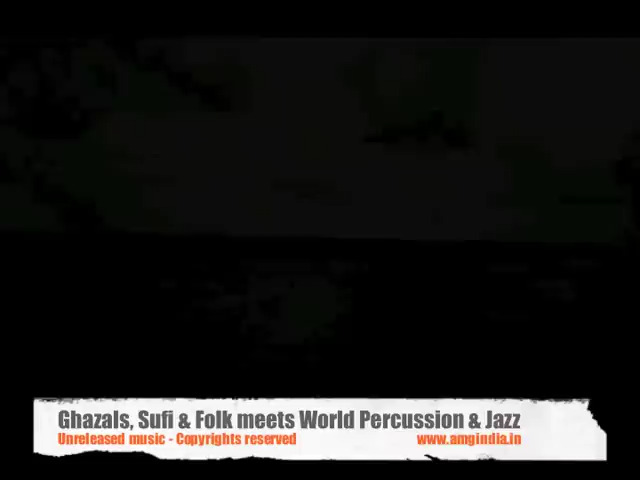 Ghazals, Sufi & Folk meets World Percussion & Jazz
Unreleased music - Copyrights reserved www.amgindia.in